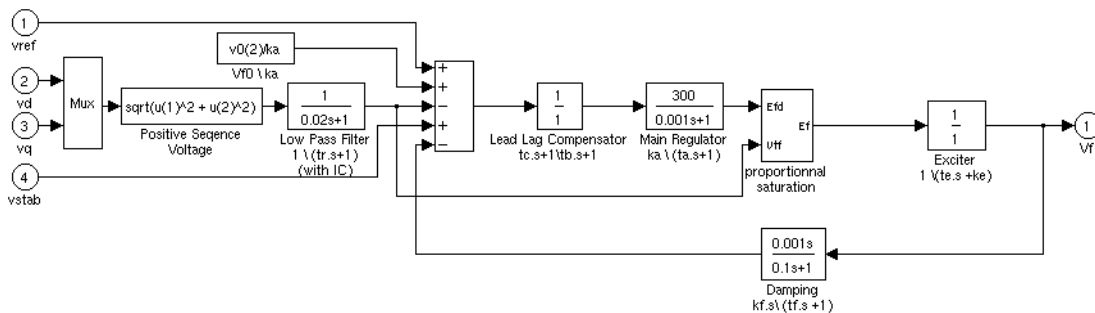 1
vref
v0(2)/ka
Vf0 \ ka
2
vd
3
vq
Mux
sqrt(u(1)^2 + u(2)^2)
Positive Seqence
Voltage
1
0.02s+1
Low Pass Filter
1 \ (tr.s+1)
(with IC)
4
vstab
+
+
−
+
−
1
1
Lead Lag Compensator
tc.s+1\tb.s+1
300
0.001s+1
Main Regulator
ka \ (ta.s+1)
Efd
Vtf
Ef
proportionnal
saturation
1
1
Exciter
1 \(te.s +ke)
1
Vf
0.001s
0.1s+1
Damping
kf.s\ (tf.s +1)